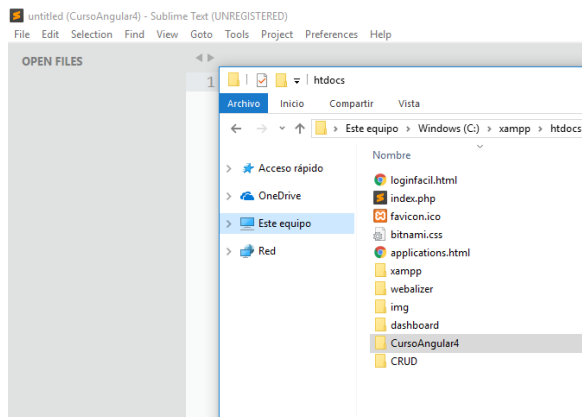 untitled (CursoAngular4) - Sublime Text (UNREGISTERED)
File Edit Selection Find View Goto Tools Project Preferences Help
OPEN FILES
1
htdocs
Archivo Inicio Compartir Vista
Este equipo > Windows (C:) > xampp > htdocs
Acceso rápido
OneDrive
Este equipo
Red
Nombre
loginfacil.html
index.php
favicon.ico
bitnami.css
applications.html
xampp
webalizer
img
dashboard
CursoAngular4
CRUD